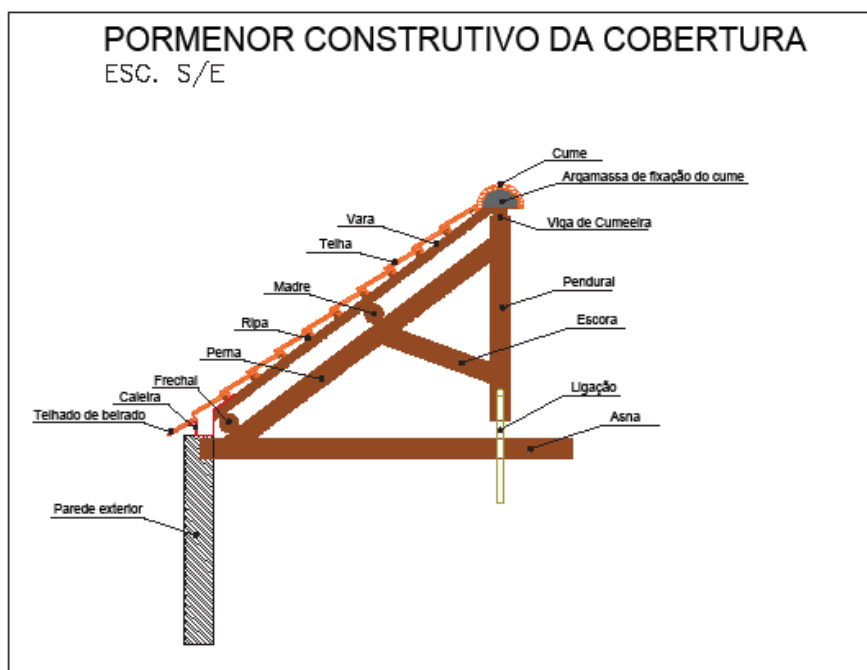 PORMENOR CONSTRUTIVO DA COBERTURA
ESC. S/E
Cume
Argamassa de fixação do cume
Vara
Viga de Cumeeira
Telha
Madre
Pendural
Ripa
Escora
Perna
Frechal
Ligação
Caleira
Telhado de beirado
Asna
Parede exterior